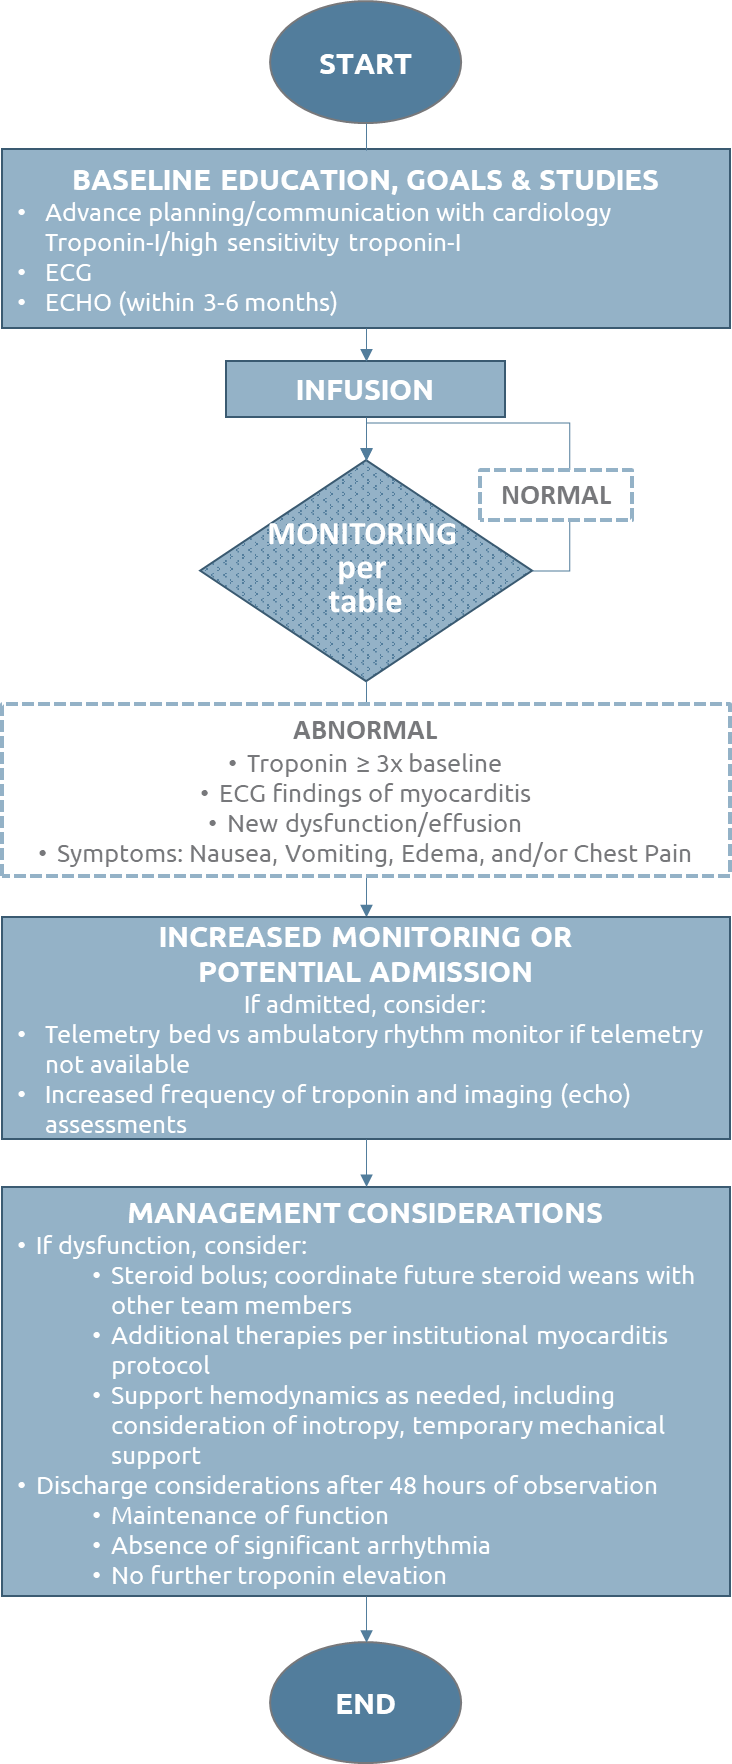 START
BASELINE EDUCATION, GOALS & STUDIES
• Advance planning/communication with cardiology
Troponin-I/high sensitivity troponin-I
• ECG
• ECHO (within 3-6 months)
INFUSION
NORMAL
MONITORING
per
table
ABNORMAL
• Troponin ≥ 3x baseline
• ECG findings of myocarditis
• New dysfunction/effusion
• Symptoms: Nausea, Vomiting, Edema, and/or Chest Pain
INCREASED MONITORING OR
POTENTIAL ADMISSION
If admitted, consider:
• Telemetry bed vs ambulatory rhythm monitor if telemetry
not available
• Increased frequency of troponin and imaging (echo)
assessments
MANAGEMENT CONSIDERATIONS
• If dysfunction, consider:
• Steroid bolus; coordinate future steroid weans with
other team members
• Additional therapies per institutional myocarditis
protocol
• Support hemodynamics as needed, including
consideration of inotropy, temporary mechanical
support
• Discharge considerations after 48 hours of observation
• Maintenance of function
• Absence of significant arrhythmia
• No further troponin elevation
END